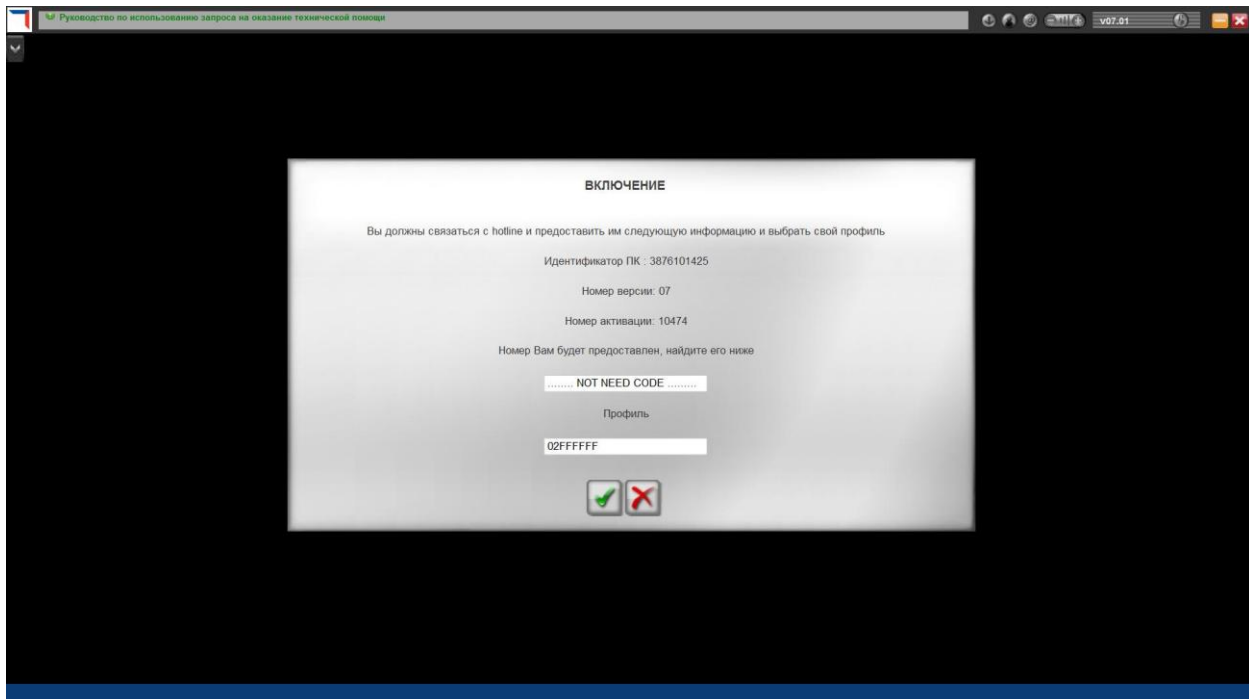 Руководство по использованию запроса на оказание технической помощи
v07.01
ВКЛЮЧЕНИЕ
Вы должны связаться с hotline и предоставить им следующую информацию и выбрать свой профиль
Идентификатор ПК : 3876101425
Номер версии: 07
Номер активации: 10474
Номер Вам будет предоставлен, найдите его ниже
........ NOT NEED CODE .........
Профиль
02FFFFFF